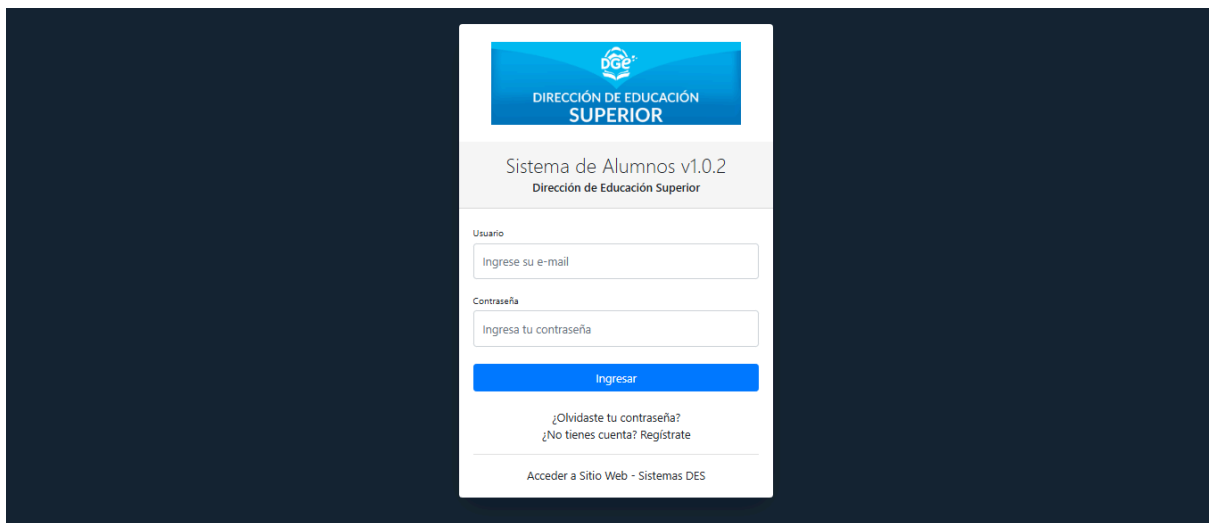 DGE
DIRECCIÓN DE EDUCACIÓN
SUPERIOR
Sistema de Alumnos v1.0.2
Dirección de Educación Superior
Usuario
Ingrese su e-mail
Contraseña
Ingresa tu contraseña
Ingresar
¿Olvidaste tu contraseña?
¿No tienes cuenta? Regístrate
Acceder a Sitio Web - Sistemas DES